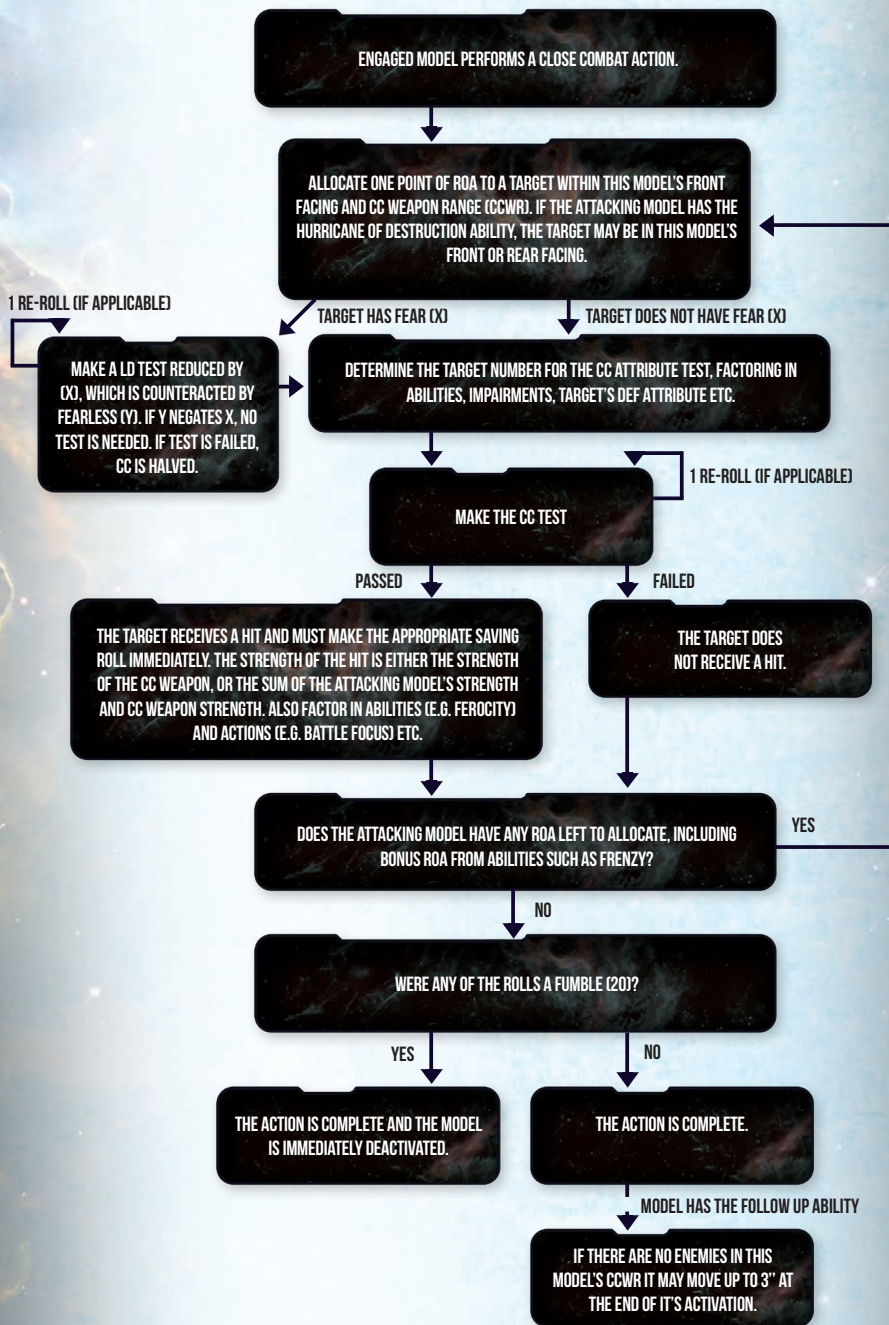 ENGAGED MODEL PERFORMS A CLOSE COMBAT ACTION.
ALLOCATE ONE POINT OF ROA TO A TARGET WITHIN THIS MODEL'S FRONT
FACING AND CC WEAPON RANGE (CCWR). IF THE ATTACKING MODEL HAS THE
HURRICANE OF DESTRUCTION ABILITY, THE TARGET MAY BE IN THIS MODEL'S
FRONT OR REAR FACING.
1 RE-ROLL (IF APPLICABLE)
TARGET HAS FEAR (X)
TARGET DOES NOT HAVE FEAR (X)
MAKE A LD TEST REDUCED BY
(X), WHICH IS COUNTERACTED BY
FEARLESS (Y). IF Y NEGATES X, NO
TEST IS NEEDED. IF TEST IS FAILED,
CC IS HALVED.
DETERMINE THE TARGET NUMBER FOR THE CC ATTRIBUTE TEST, FACTORING IN
ABILITIES, IMPAIRMENTS, TARGET'S DEF ATTRIBUTE ETC.
1 RE-ROLL (IF APPLICABLE)
MAKE THE CC TEST
PASSED
FAILED
THE TARGET RECEIVES A HIT AND MUST MAKE THE APPROPRIATE SAVING
ROLL IMMEDIATELY. THE STRENGTH OF THE HIT IS EITHER THE STRENGTH
OF THE CC WEAPON, OR THE SUM OF THE ATTACKING MODEL'S STRENGTH
AND CC WEAPON STRENGTH. ALSO FACTOR IN ABILITIES (E.G. FEROCITY)
AND ACTIONS (E.G. BATTLE FOCUS) ETC.
THE TARGET DOES
NOT RECEIVE A HIT.
DOES THE ATTACKING MODEL HAVE ANY ROA LEFT TO ALLOCATE, INCLUDING
BONUS ROA FROM ABILITIES SUCH AS FRENZY?
YES
NO
WERE ANY OF THE ROLLS A FUMBLE (20)?
YES
NO
THE ACTION IS COMPLETE AND THE MODEL
IS IMMEDIATELY DEACTIVATED.
THE ACTION IS COMPLETE.
MODEL HAS THE FOLLOW UP ABILITY
IF THERE ARE NO ENEMIES IN THIS
MODEL'S CCWR IT MAY MOVE UP TO 3" AT
THE END OF IT'S ACTIVATION.